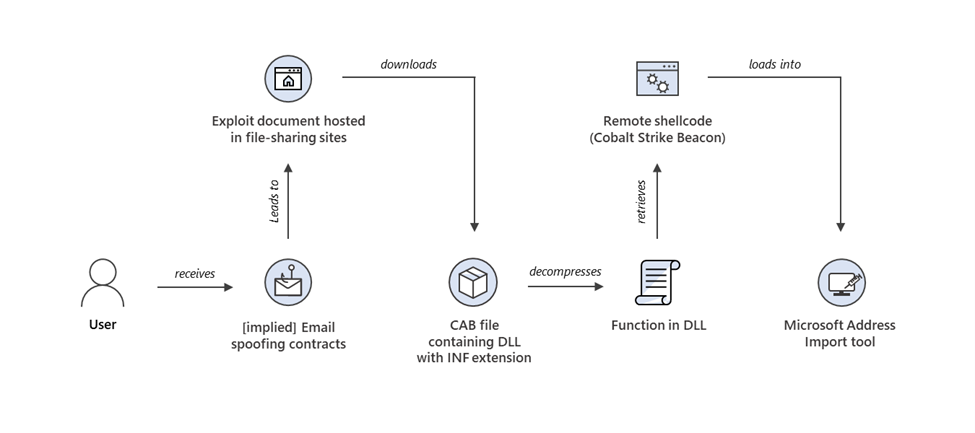 downloads
loads into
Exploit document hosted
in file-sharing sites
Remote shellcode
(Cobalt Strike Beacon)
Leads to
retrieves
receives
decompresses
User
[implied] Email
spoofing contracts
CAB file
containing DLL
with INF extension
Function in DLL
Microsoft Address
Import tool